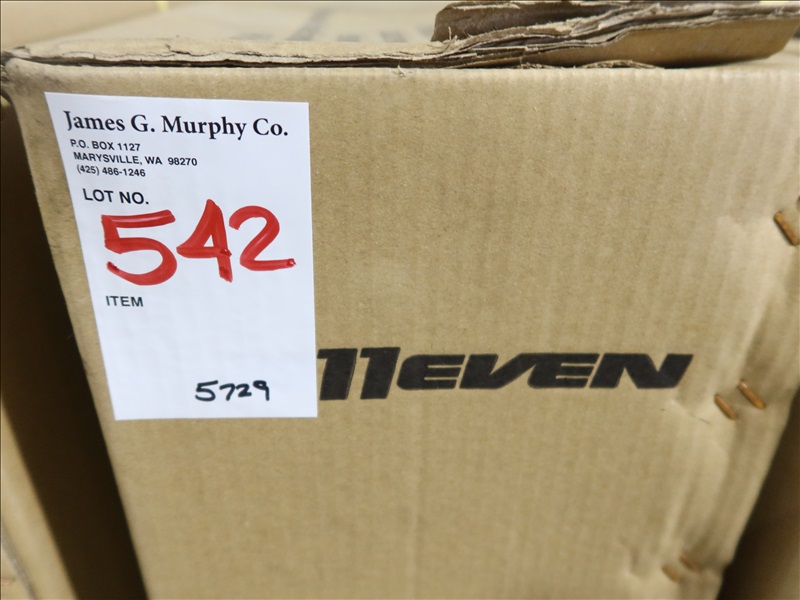 James G. Murphy Co.
P.O. BOX 1127
MARYSVILLE, WA 98270
(425) 486-1246
LOT NO.
542
ITEM
5729
11EVEN